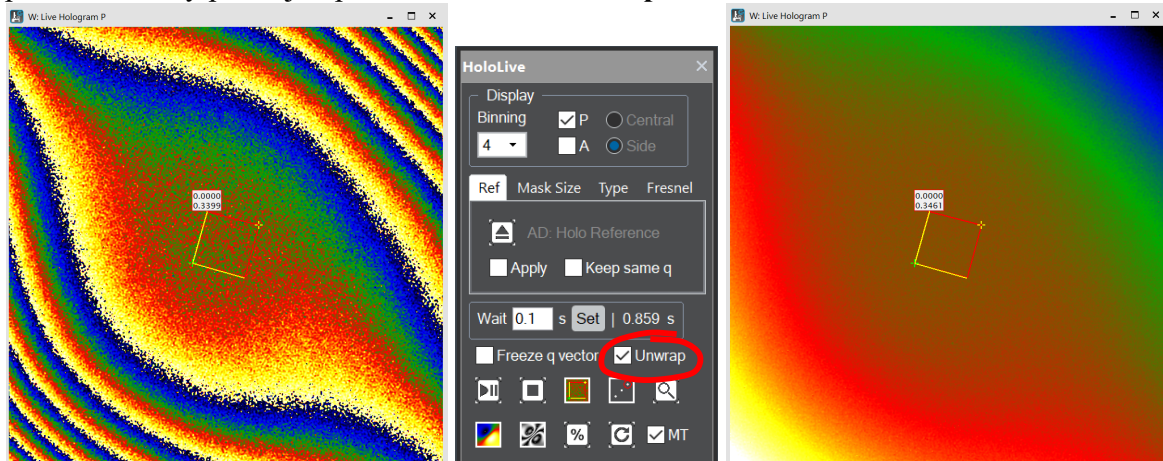 W: Live Hologram P
0.0000
0.3399
HoloLive
Display
Binning
P
Central
4
A
Side
Ref Mask Size Type Fresnel
AD: Holo Reference
Apply Keep same q
Wait 0.1 s Set | 0.859 s
Freeze q vector Unwrap
%
MT
W: Live Hologram P
0.0000
0.3461